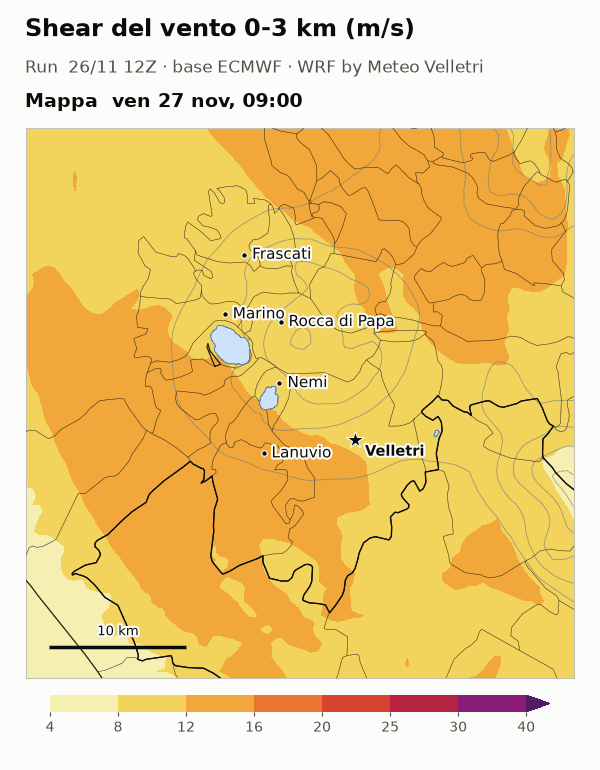 Shear del vento 0-3 km (m/s)
Run  26/11 12Z · base ECMWF · WRF by Meteo Velletri
Mappa  ven 27 nov, 09:00
Frascati
Marino
Rocca di Papa
Nemi
Velletri
Lanuvio
10 km
4 8 12 16 20 25 30 40